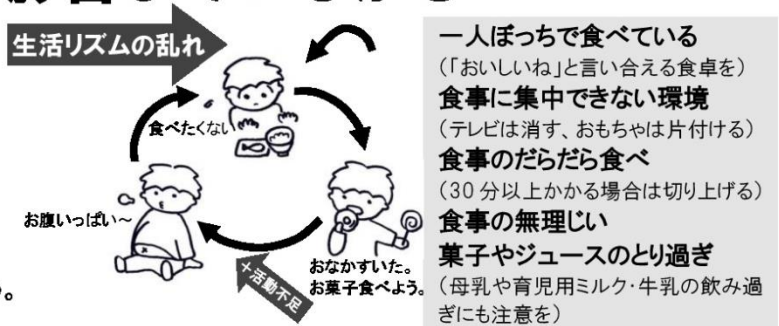 生活リズムの乱れ
食べたくない
お腹いっぱい～
おなかすいた。
お菓子食べよう。
＋活動不足
一人ぼっちで食べている
（「おいしいね」と言い合える食卓を）
食事に集中できない環境
（テレビは消す、おもちゃは片付ける）
食事のだらだら食べ
（30分以上かかる場合は切り上げる）
食事の無理じい
菓子やジュースのとり過ぎ
（母乳や育児用ミルク・牛乳の飲み過
ぎにも注意を）